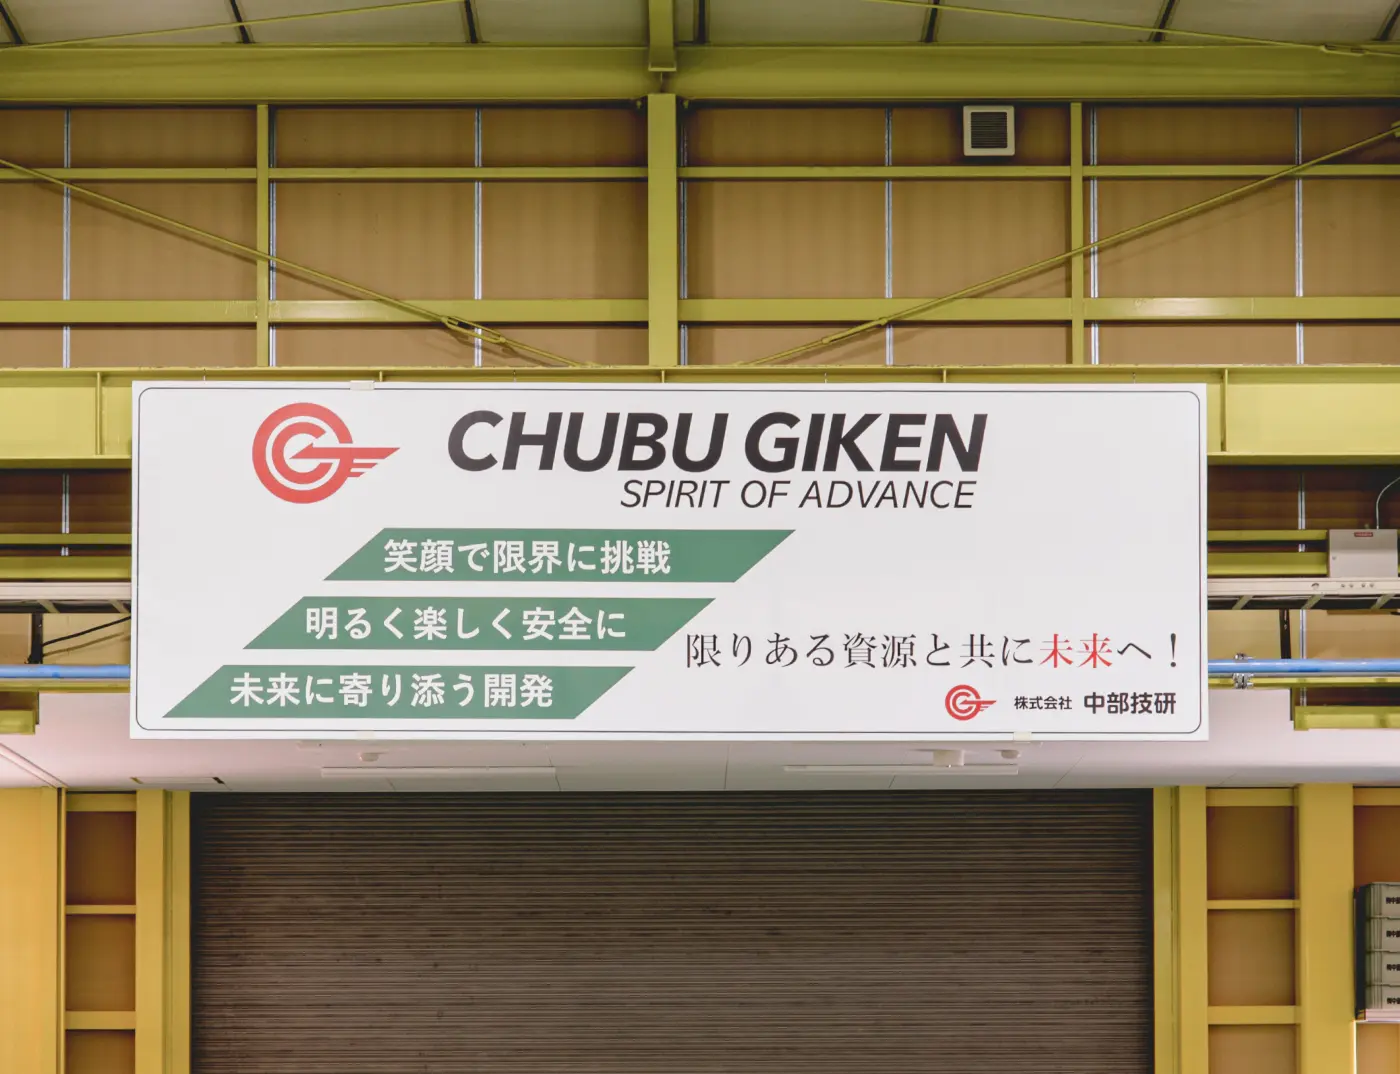 CHUBU GIKEN
SPIRIT OF ADVANCE
笑顔で限界に挑戦
明るく楽しく安全に
未来に寄り添う開発
限りある資源と共に未来へ！
株式会社 中部技研